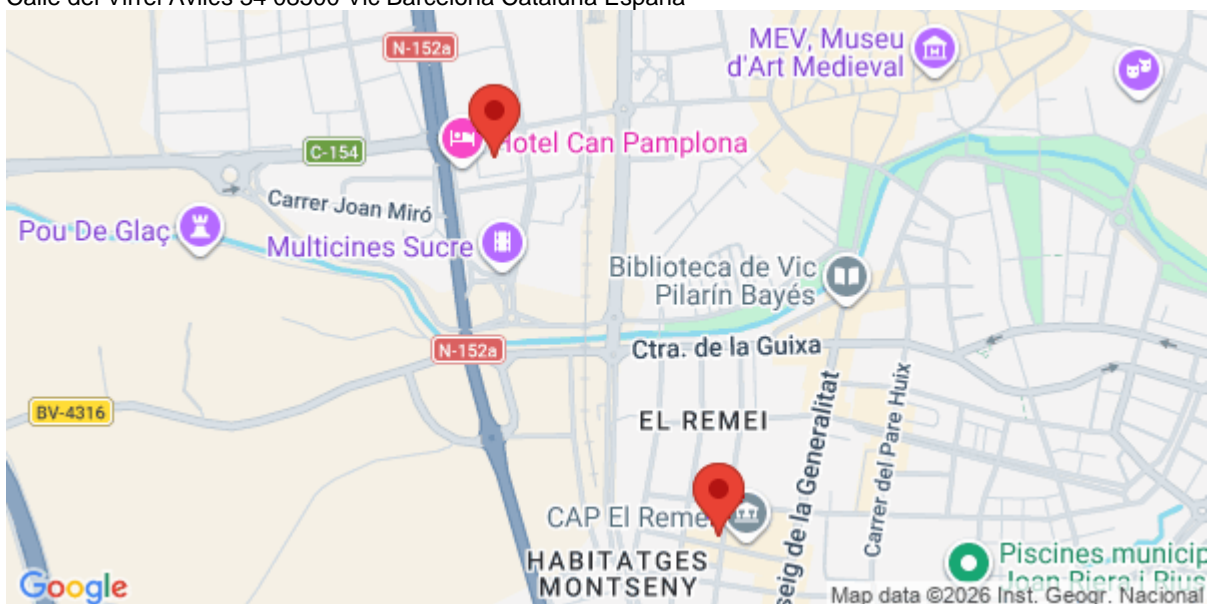 Calle del Virrei Avilés 34 08500 Vic Barcelona Cataluña España
N-152a
MEV, Museu
d'Art Medieval
C-154
Hotel Can Pamplona
Carrer Joan Miró
Pou De Glaç
Multicines Sucre
Biblioteca de Vic
Pilarín Bayés
N-152a
Ctra. de la Guixa
BV-4316
EL REMEI
Carrer del Pare Huix
seig de la Generalitat
CAP El Remei
HABITATGES
MONTSENY
Piscines municip
Joan Riera i Rius
Google
Map data ©2026 Inst. Geogr. Nacional